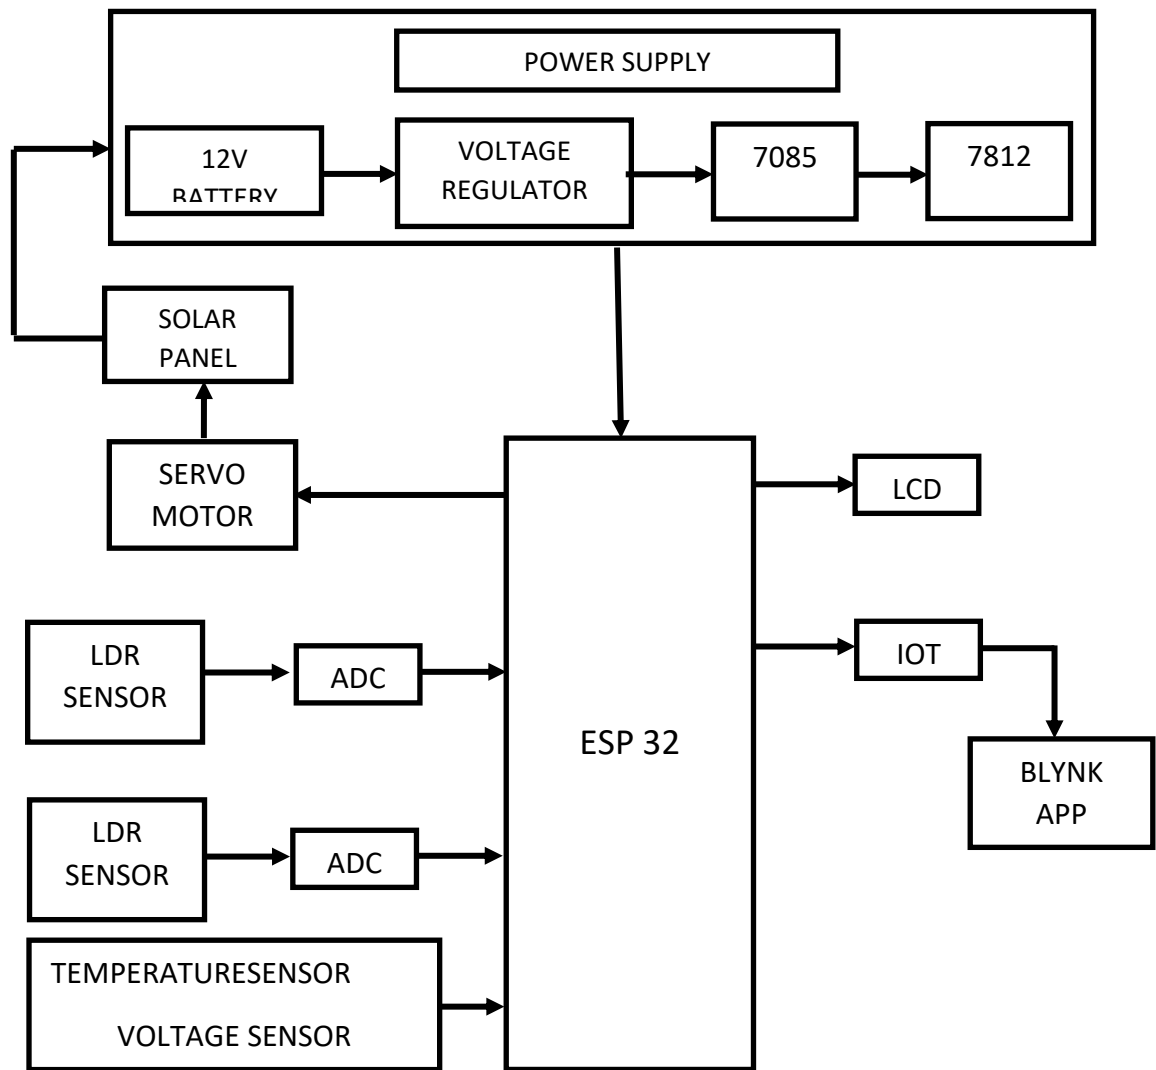 POWER SUPPLY
12V
BATTERY
VOLTAGE
REGULATOR
7085
7812
SOLAR
PANEL
SERVO
MOTOR
LCD
LDR
SENSOR
ADC
IOT
ESP 32
BLYNK
APP
LDR
SENSOR
ADC
TEMPERATURESENSOR
VOLTAGE SENSOR